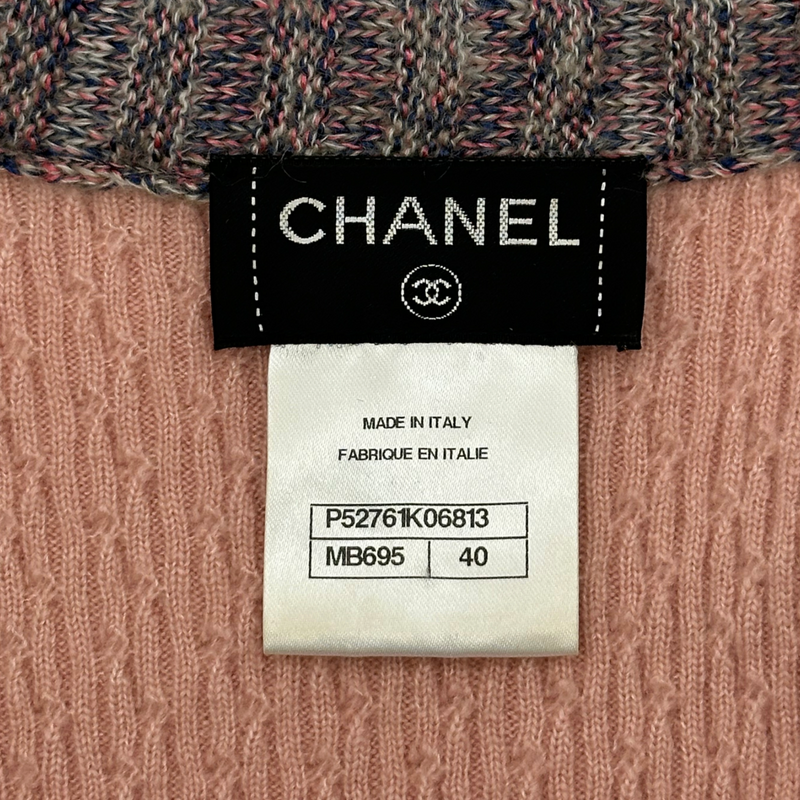 CHANEL
MADE IN ITALY
FABRIQUE EN ITALIE
P52761K06813
MB695 40